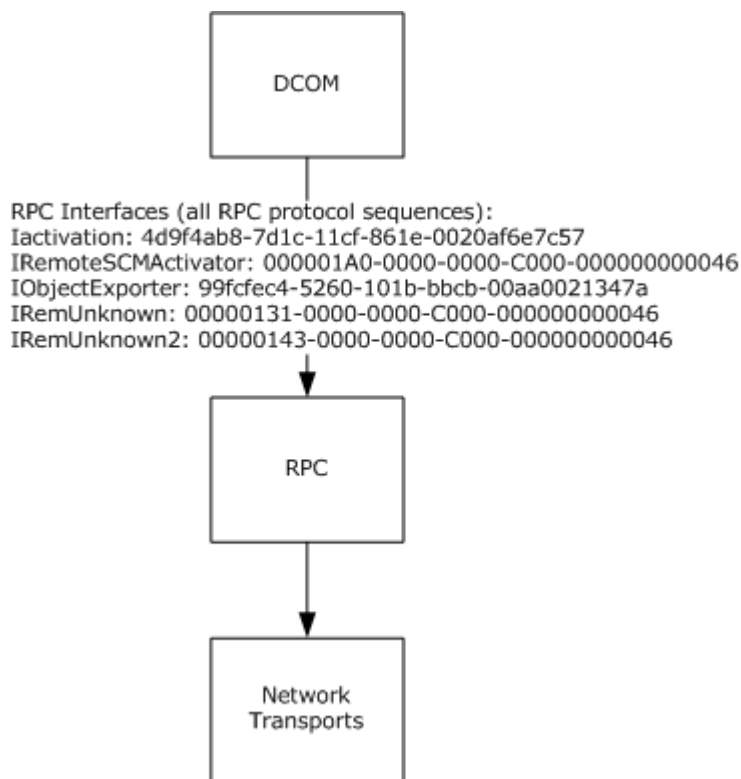 DCOM
RPC Interfaces (all RPC protocol sequences):
Iactivation: 4d9f4ab8-7d1c-11cf-861e-0020af6e7c57
IRemoteSCMActivator: 000001A0-0000-0000-C000-000000000046
IObjectExporter: 99fcfec4-5260-101b-bbcb-00aa0021347a
IRemUnknown: 00000131-0000-0000-C000-000000000046
IRemUnknown2: 00000143-0000-0000-C000-000000000046
RPC
Network
Transports